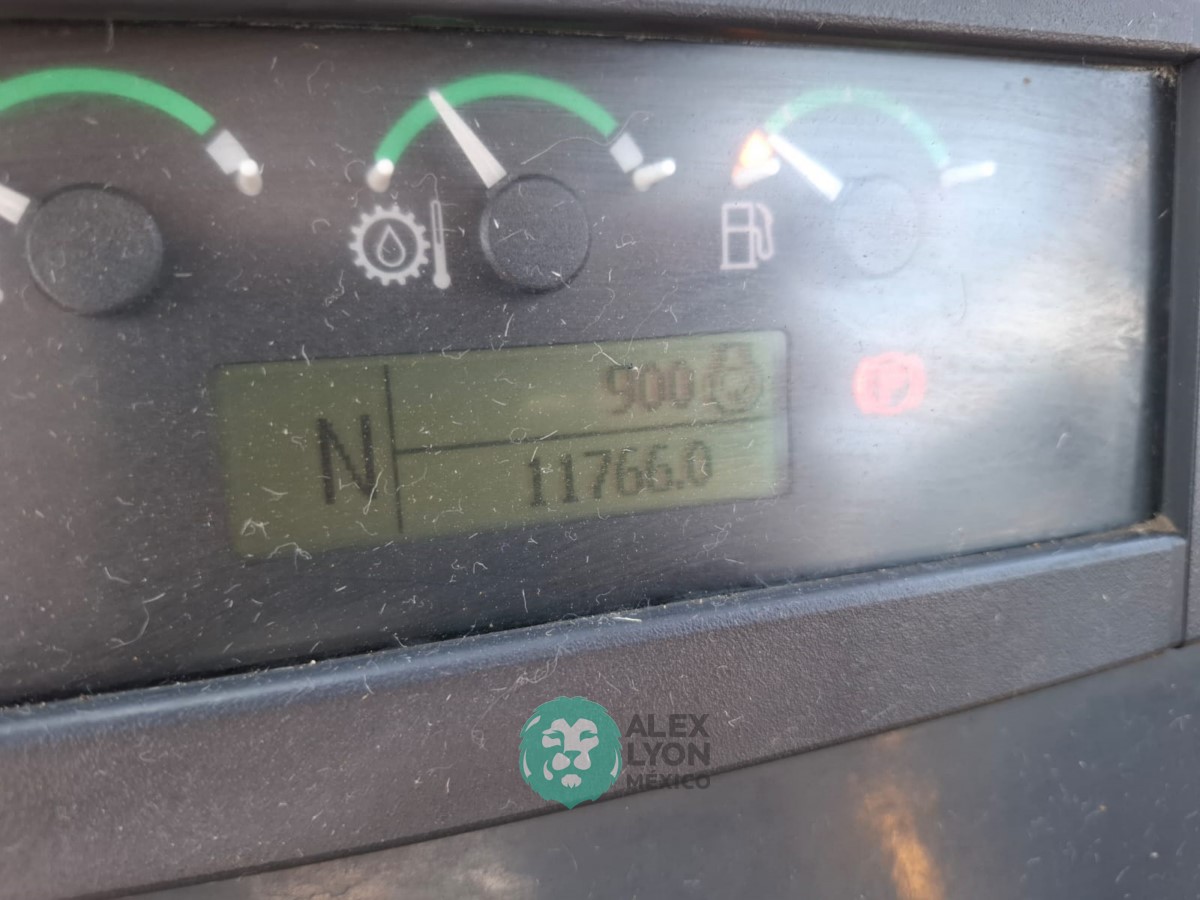 900
N
11766.0
P
ALEX
LYON
MÉXICO